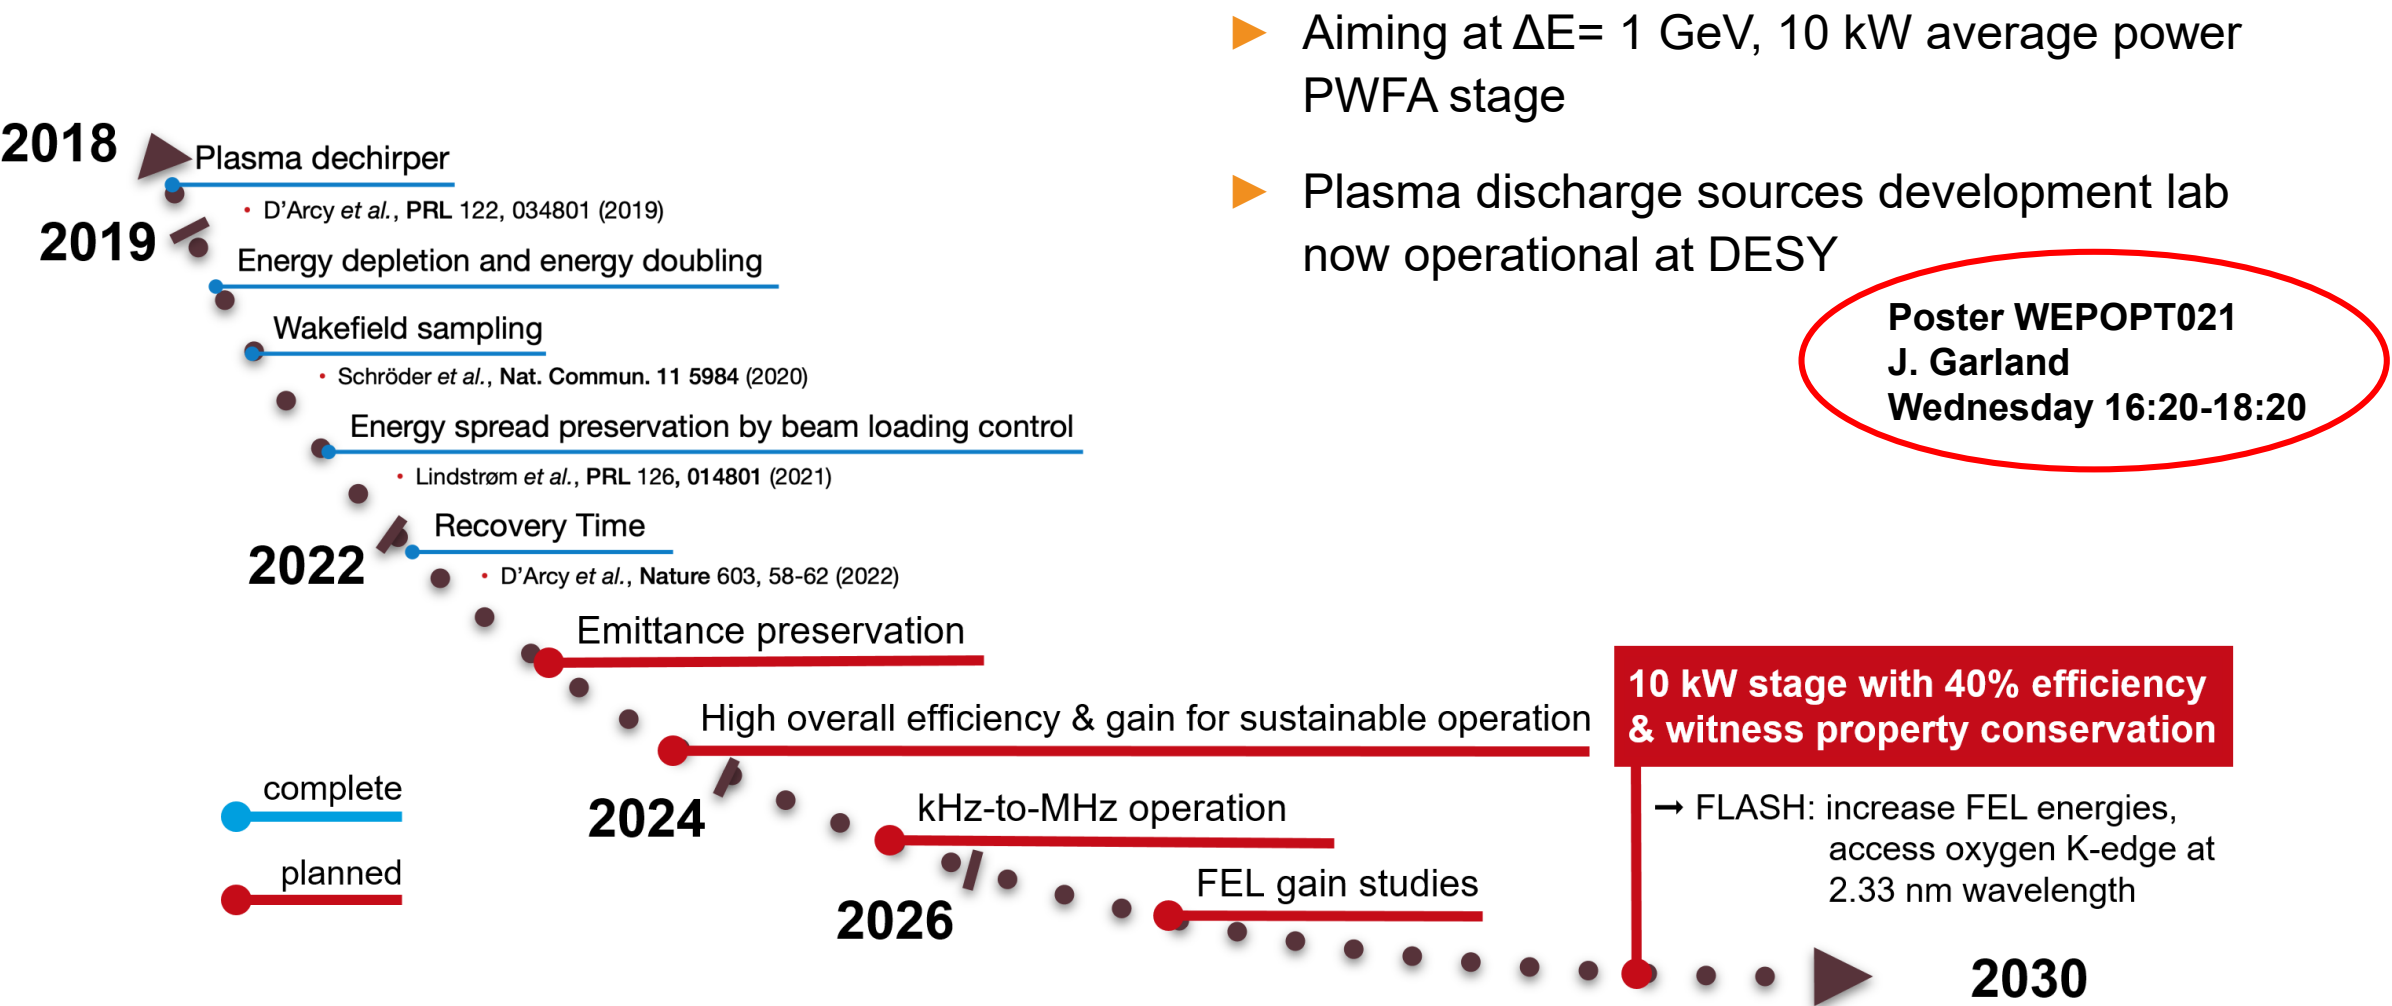 ► Aiming at ΔE= 1 GeV, 10 kW average power
PWFA stage
► Plasma discharge sources development lab
now operational at DESY
Poster WEPOPT021
J. Garland
Wednesday 16:20-18:20
2018
Plasma dechirper
• D'Arcy et al., PRL 122, 034801 (2019)
2019
Energy depletion and energy doubling
Wakefield sampling
• Schröder et al., Nat. Commun. 11 5984 (2020)
Energy spread preservation by beam loading control
• Lindstrøm et al., PRL 126, 014801 (2021)
Recovery Time
2022
• D'Arcy et al., Nature 603, 58-62 (2022)
Emittance preservation
High overall efficiency & gain for sustainable operation
2024
kHz-to-MHz operation
2026
FEL gain studies
10 kW stage with 40% efficiency
& witness property conservation
→ FLASH: increase FEL energies,
access oxygen K-edge at
2.33 nm wavelength
2030
complete
planned